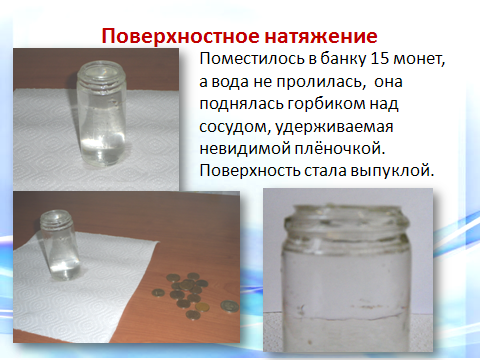 Поверхностное натяжение
Поместилось в банку 15 монет,
а вода не пролилась, она
поднялась горбиком над
сосудом, удерживаемая
невидимой плёночкой.
Поверхность стала выпуклой.